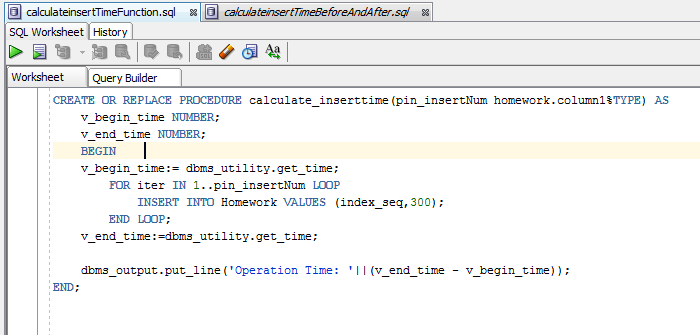 calculateinsertTimeFunction.sql calculateinsertTimeBeforeAndAfter.sql
SQL Worksheet History
Aa
Worksheet Query Builder
CREATE OR REPLACE PROCEDURE calculate_inserttime(pin_insertNum homework.column1%TYPE) AS
v_begin_time NUMBER;
v_end_time NUMBER;
BEGIN
v_begin_time:= dbms_utility.get_time;
FOR iter IN 1..pin_insertNum LOOP
INSERT INTO Homework VALUES (index_seq,300);
END LOOP;
v_end_time:=dbms_utility.get_time;
dbms_output.put_line('Operation Time: '||(v_end_time - v_begin_time));
END;